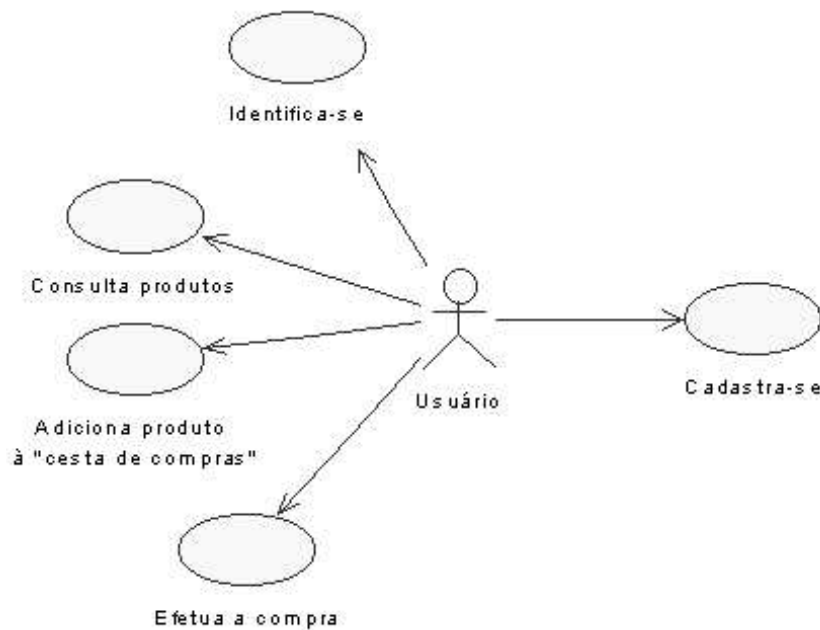 Identifica-se
Consulta produtos
Adiciona produto
à "cesta de compras"
Usuário
Cadastra-se
Efetua a compra